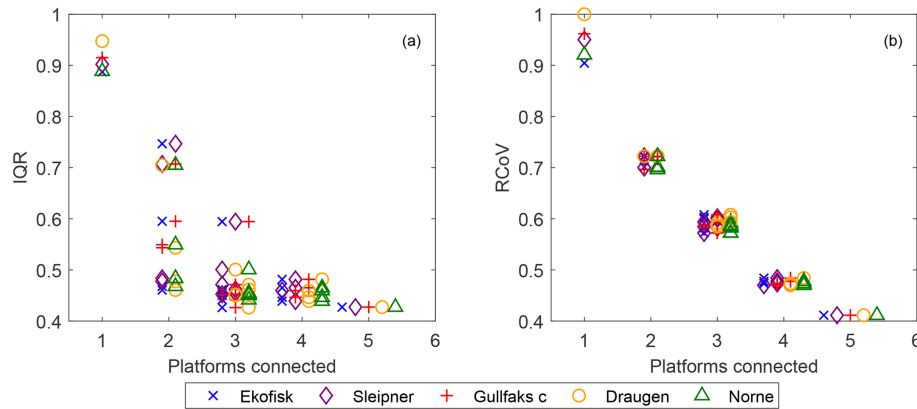 1
0.9
0.8
0.7
0.6
0.5
0.4
IQR
(a)
1 2 3 4 5 6
Platforms connected
1
0.9
0.8
0.7
0.6
0.5
0.4
RCoV
(b)
1 2 3 4 5 6
Platforms connected
Ekofisk Sleipner Gullfaks c Draugen Norne